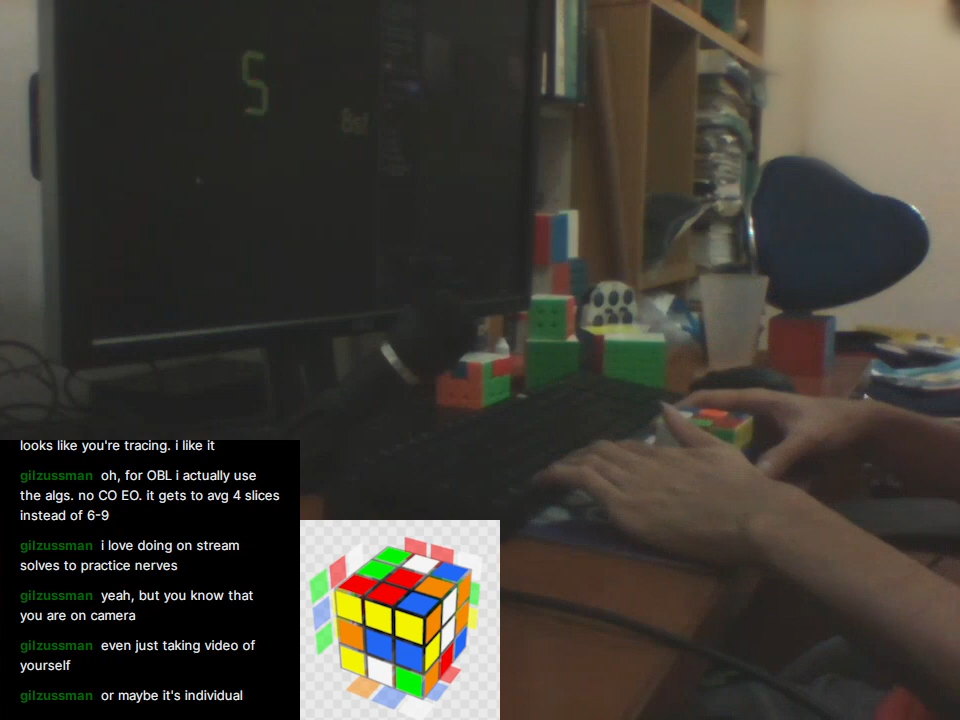 5
looks like you're tracing. i like it
gilzussman oh, for OBL i actually use
the algs. no CO EO. it gets to avg 4 slices
instead of 6-9
gilzussman i love doing on stream
solves to practice nerves
gilzussman yeah, but you know that
you are on camera
gilzussman even just taking video of
yourself
gilzussman or maybe it's individual